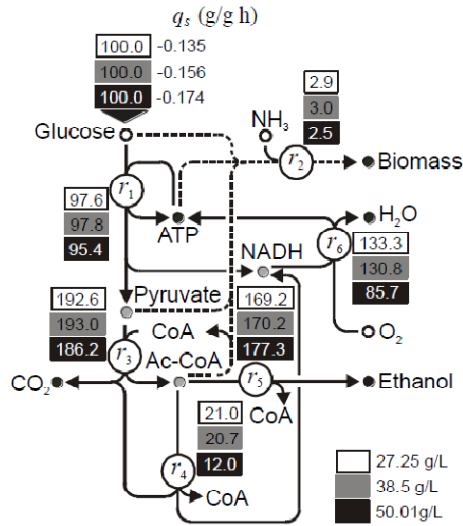 qs (g/g h)
100.0 -0.135
100.0 -0.156
100.0 -0.174
Glucose
NH3
2.9
3.0
2.5
r2
Biomass
r1
97.6
97.8
95.4
ATP
H2O
r6
133.3
130.8
85.7
NADH
Pyruvate
192.6
193.0
186.2
169.2
170.2
177.3
CoA
r3
Ac-CoA
O2
CO2
r5
Ethanol
CoA
21.0
20.7
12.0
r4
CoA
27.25 g/L
38.5 g/L
50.01g/L